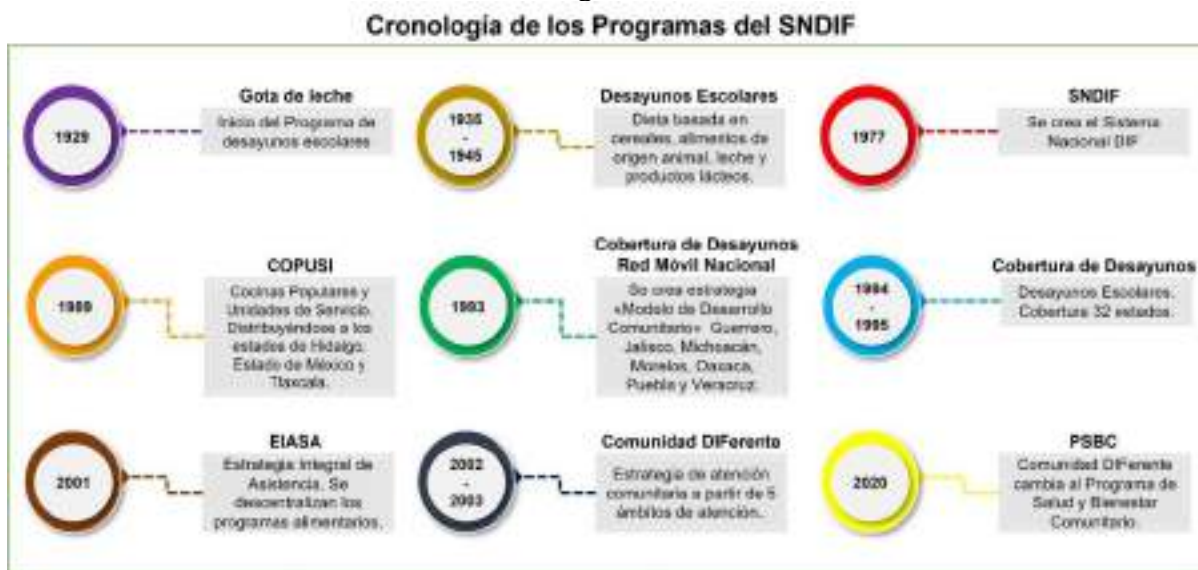 Cronología de los Programas del SNDIF
1929
Gota de leche
Inicio del Programa de
desayunos escolares
1935
-
1945
Desayunos Escolares
Dieta basada en
cereales, alimentos de
origen animal, leche y
productos lácteos.
1977
SNDIF
Se crea el Sistema
Nacional DIF
1989
COPUSI
Cocinas Populares y
Unidades de Servicio.
Distribuyéndose a los
estados de Hidalgo,
Estado de México y
Tlaxcala.
1993
Cobertura de Desayunos
Red Móvil Nacional
Se crea estrategia
«Modelo de Desarrollo
Comunitario» Guerrero,
Jalisco, Michoacán,
Morelos, Oaxaca,
Puebla y Veracruz.
1994
-
1995
Cobertura de Desayunos
Desayunos Escolares.
Cobertura 32 estados.
2001
EIASA
Estrategia Integral de
Asistencia. Se
descentralizan los
programas alimentarios.
2002
-
2003
Comunidad DIFerente
Estrategia de atención
comunitaria a partir de 5
ámbitos de atención.
2020
PSBC
Comunidad DIFerente
cambia al Programa de
Salud y Bienestar
Comunitario.